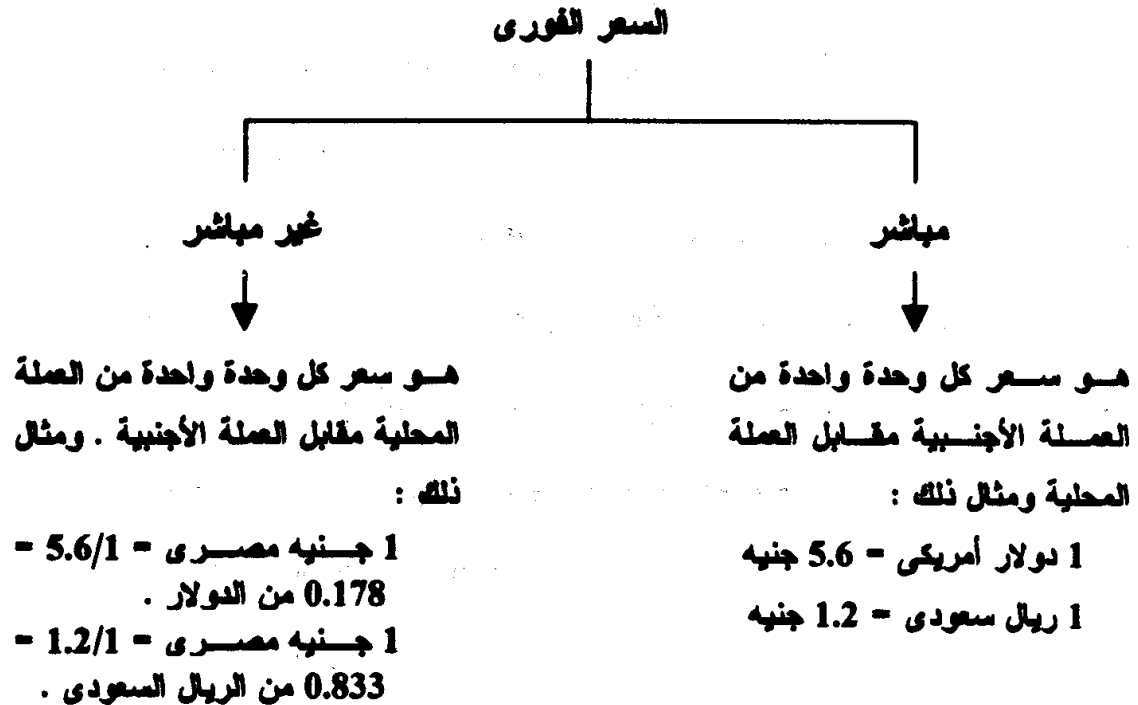 السعر الفورى
مباشر
هو سعر كل وحدة واحدة من
العملة الأجنبية مقابل العملة
المحلية ومثال ذلك :
1 دولار أمريكى = 5.6 جنيه
1 ريال سعودى = 1.2 جنيه
غير مباشر
هو سعر كل وحدة واحدة من العملة
المحلية مقابل العملة الأجنبية . ومثال
ذلك :
1 جنيه مصرى = 5.6/1 =
0.178 من الدولار .
1 جنيه مصرى = 1.2/1 =
0.833 من الريال السعودى .